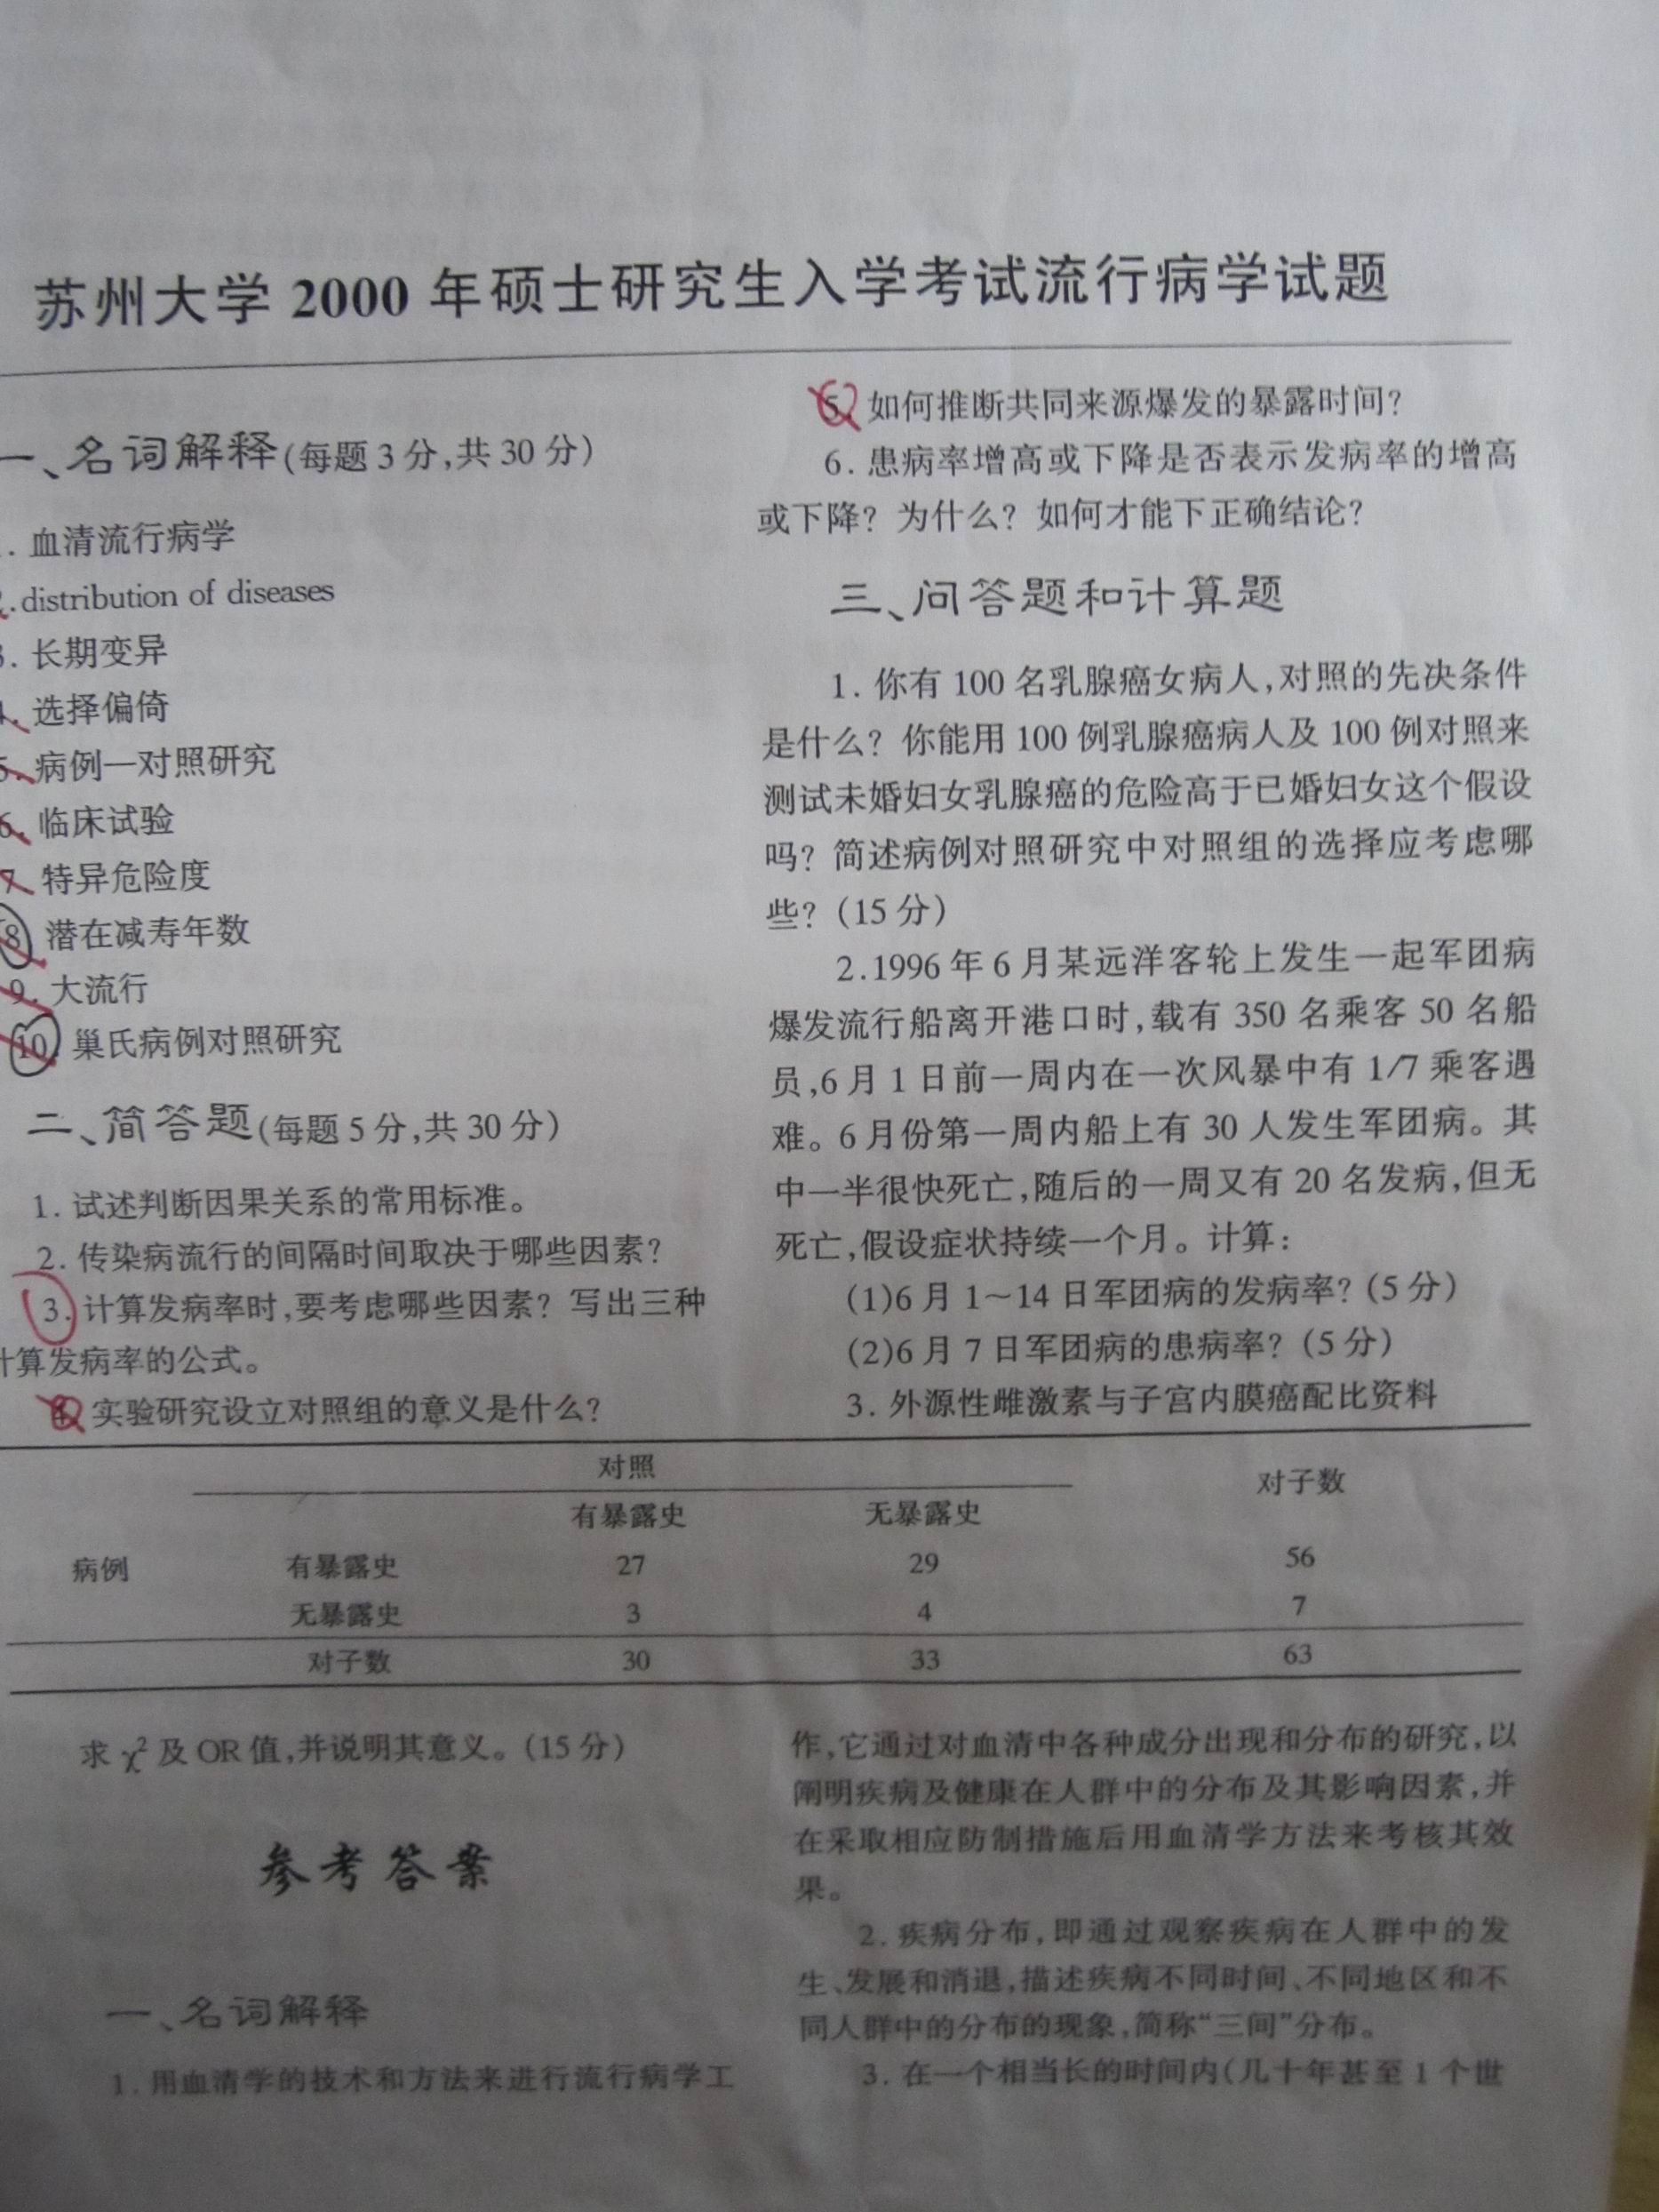 苏州大学 2000 年硕士研究生入学考试流行病学试题
一、名词解释(每题3分,共30分)
1. 血清流行病学
2. distribution of diseases
3. 长期变异
4. 选择偏倚
5. 病例—对照研究
6. 临床试验
7. 特异危险度
8. 潜在减寿年数
9. 大流行
10. 巢氏病例对照研究
二、简答题(每题5分,共30分)
1. 试述判断因果关系的常用标准。
2. 传染病流行的间隔时间取决于哪些因素?
3. 计算发病率时,要考虑哪些因素? 写出三种
计算发病率的公式。
4. 实验研究设立对照组的意义是什么?
5. 如何推断共同来源爆发的暴露时间?
6. 患病率增高或下降是否表示发病率的增高
或下降? 为什么? 如何才能下正确结论?
三、问答题和计算题
1. 你有 100 名乳腺癌女病人,对照的先决条件
是什么? 你能用 100 例乳腺癌病人及 100 例对照来
测试未婚妇女乳腺癌的危险高于已婚妇女这个假设
吗? 简述病例对照研究中对照组的选择应考虑哪
些? (15 分)
2.1996 年 6 月某远洋客轮上发生一起军团病
爆发流行船离开港口时,载有 350 名乘客 50 名船
员,6 月 1 日前一周内在一次风暴中有 1/7 乘客遇
难。6 月份第一周内船上有 30 人发生军团病。其
中一半很快死亡,随后的一周又有 20 名发病,但无
死亡,假设症状持续一个月。计算:
(1)6 月 1～14 日军团病的发病率? (5 分)
(2)6 月 7 日军团病的患病率? (5 分)
3. 外源性雌激素与子宫内膜癌配比资料
对照 对子数
有暴露史 无暴露史
病例 有暴露史 27 29 56
无暴露史 3 4 7
对子数 30 33 63
求 χ² 及 OR 值,并说明其意义。(15 分)
参考答案
一、名词解释
1. 用血清学的技术和方法来进行流行病学工
作,它通过对血清中各种成分出现和分布的研究,以
阐明疾病及健康在人群中的分布及其影响因素,并
在采取相应防制措施后用血清学方法来考核其效
果。
2. 疾病分布,即通过观察疾病在人群中的发
生、发展和消退,描述疾病不同时间、不同地区和不
同人群中的分布的现象,简称“三间”分布。
3. 在一个相当长的时间内(几十年甚至 1 个世